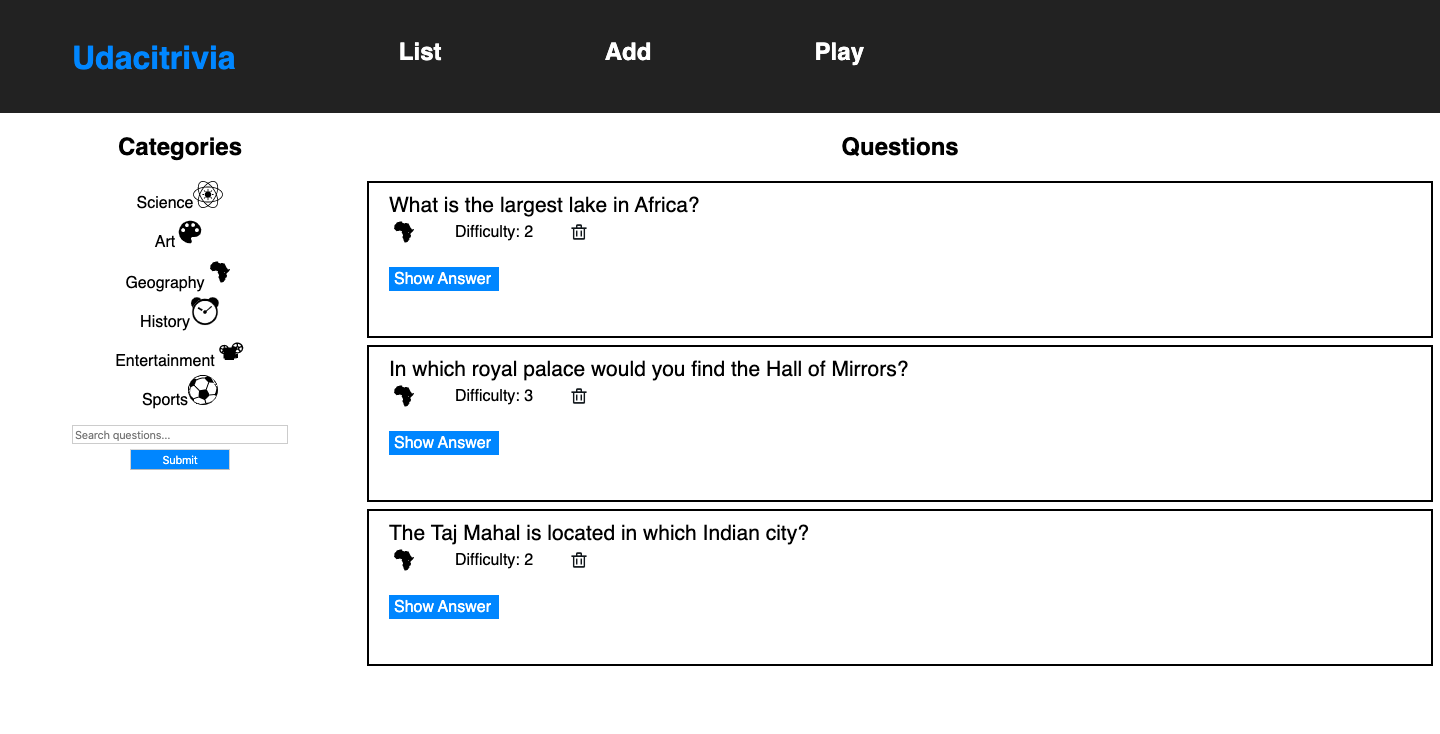 Udacitrivia
List
Add
Play
Categories
Science
Art
Geography
History
Entertainment
Sports
Search questions...
Submit
Questions
What is the largest lake in Africa?
Difficulty: 2
Show Answer
In which royal palace would you find the Hall of Mirrors?
Difficulty: 3
Show Answer
The Taj Mahal is located in which Indian city?
Difficulty: 2
Show Answer